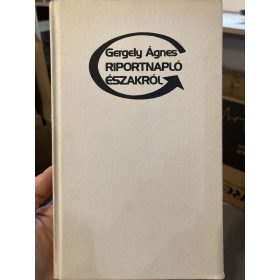 Gergely Ágnes
RIPORTNAPLÓ
ÉSZAKRÓL